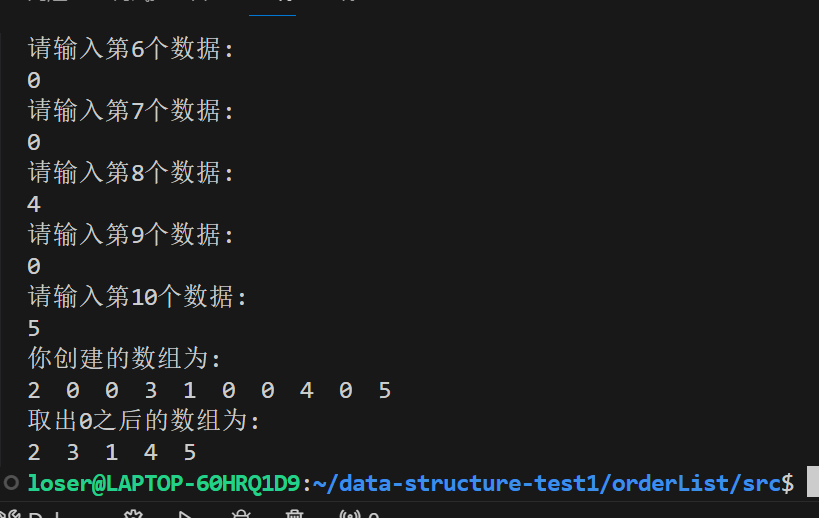 请输入第6个数据:
0
请输入第7个数据:
0
请输入第8个数据:
4
请输入第9个数据:
0
请输入第10个数据:
5
你创建的数组为:
2 0 0 3 1 0 0 4 0 5
取出0之后的数组为:
2 3 1 4 5
loser@LAPTOP-60HRQ1D9:~/data-structure-test1/orderList/src$